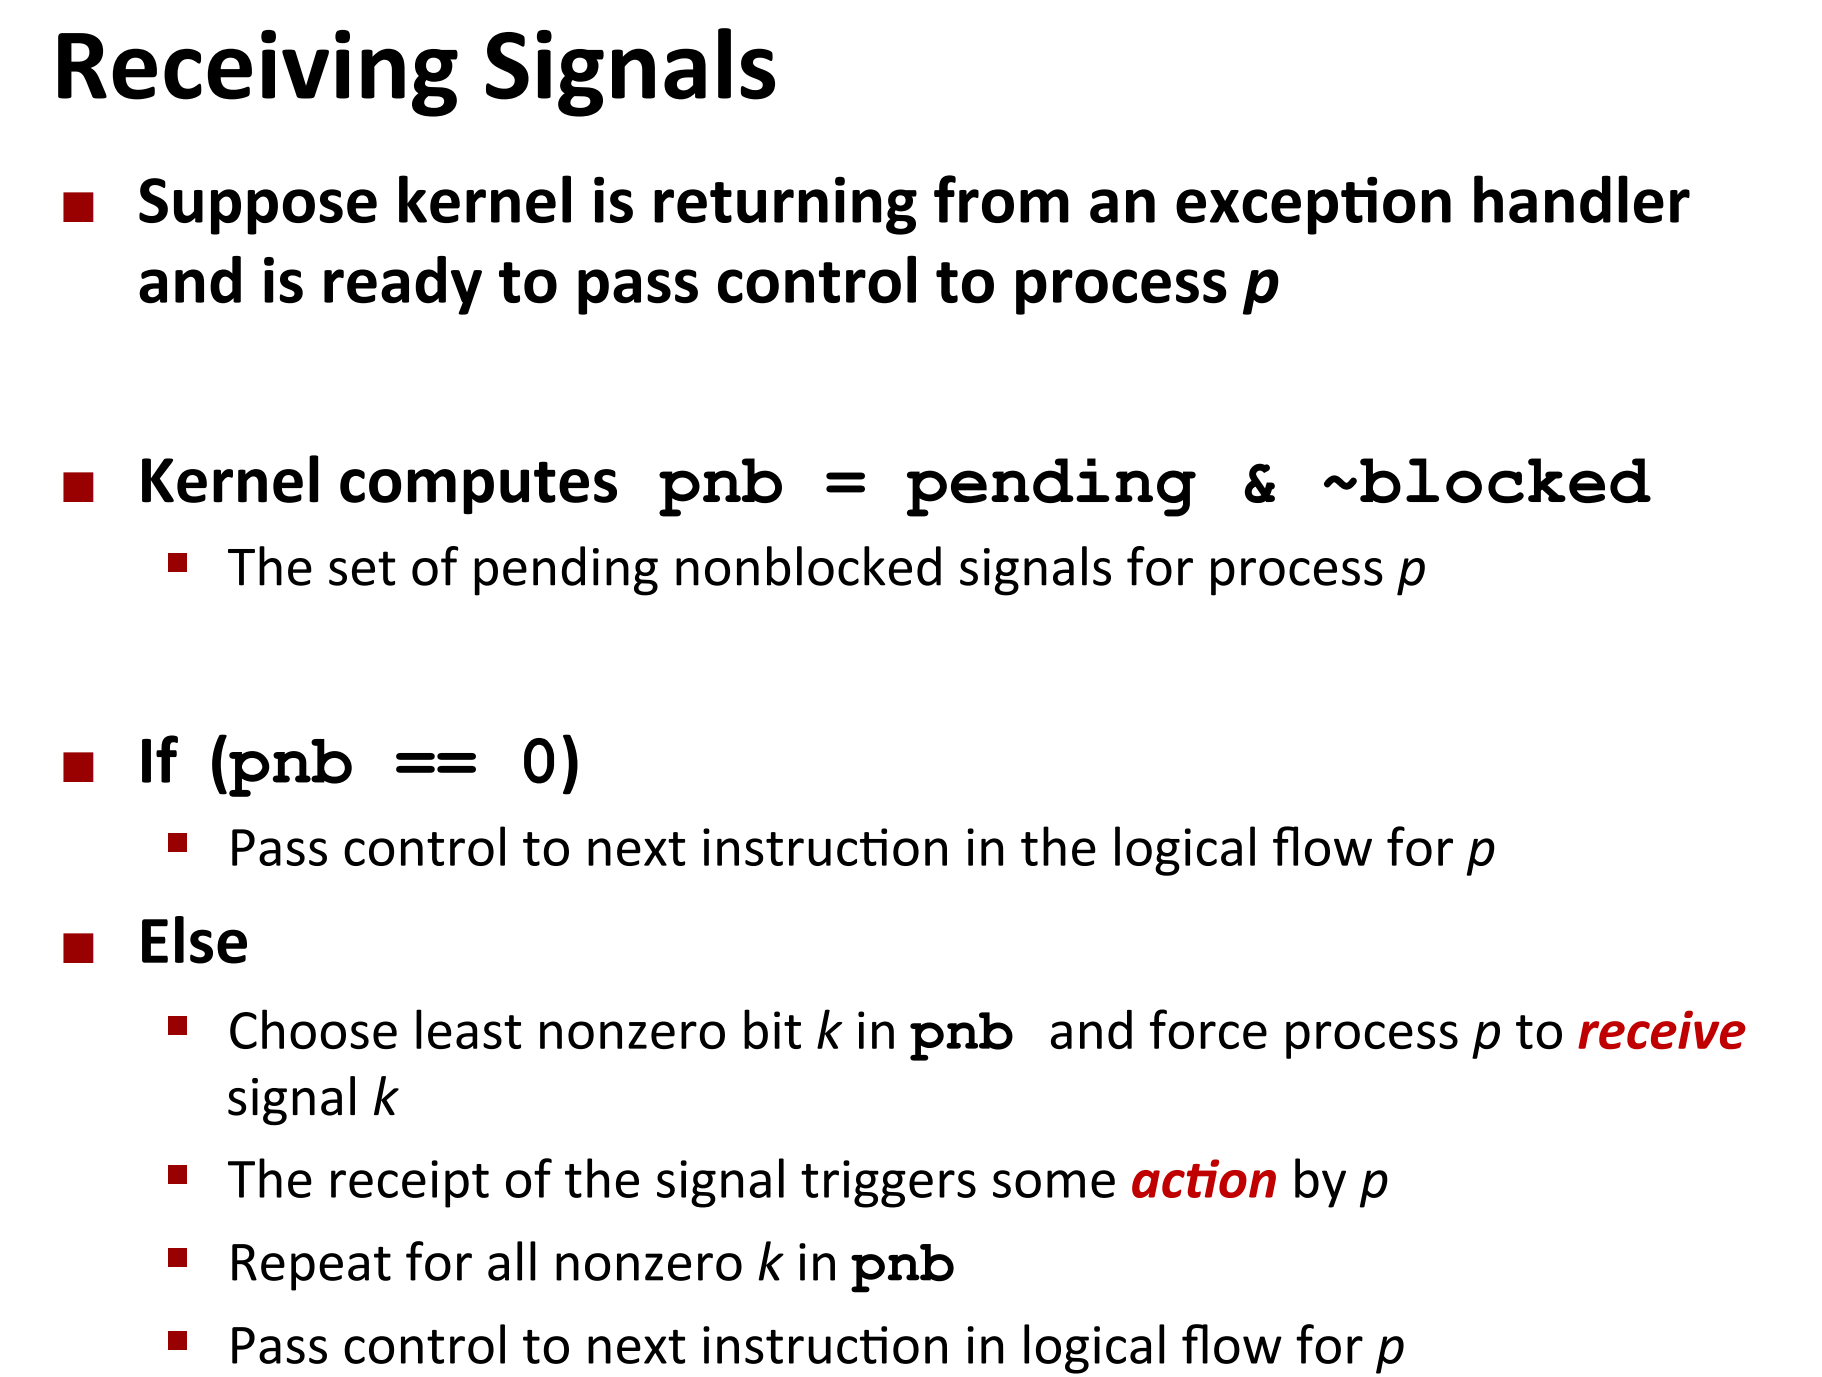 Receiving Signals
Suppose kernel is returning from an exception handler
and is ready to pass control to process p
Kernel computes pnb = pending & ~blocked
The set of pending nonblocked signals for process p
If (pnb == 0)
Pass control to next instruction in the logical flow for p
Else
Choose least nonzero bit k in pnb and force process p to receive
signal k
The receipt of the signal triggers some action by p
Repeat for all nonzero k in pnb
Pass control to next instruction in logical flow for p